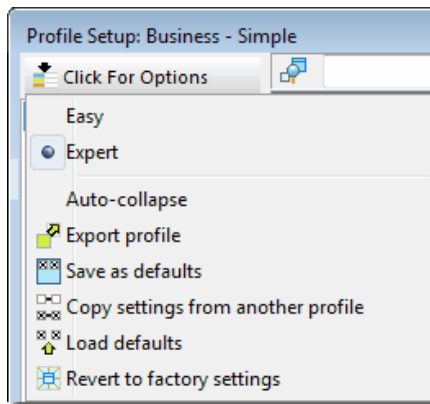 Profile Setup: Business - Simple
Click For Options
Easy
Expert
Auto-collapse
Export profile
Save as defaults
Copy settings from another profile
Load defaults
Revert to factory settings